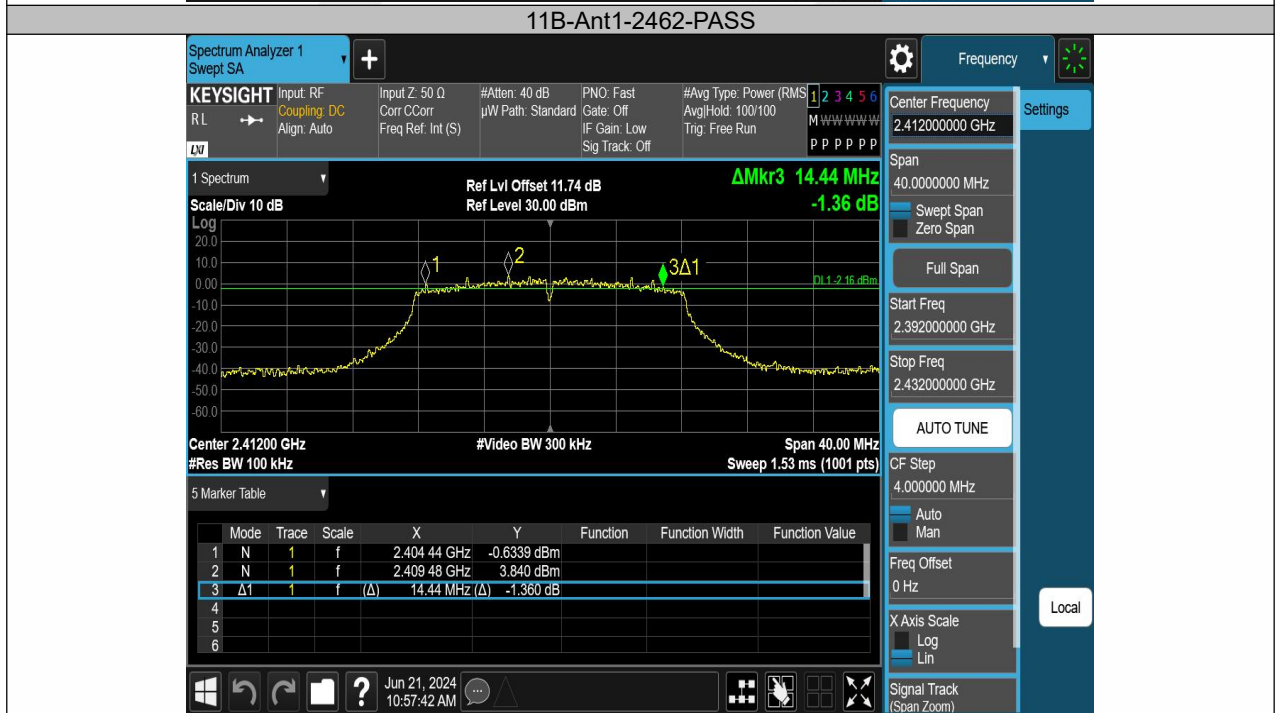 11B-Ant1-2462-PASS
Spectrum Analyzer 1
Swept SA
+
Frequency
KEYSIGHT
RL
LXI
Input: RF
Coupling: DC
Align: Auto
Input Z: 50 Ω
Corr CCorr
Freq Ref: Int (S)
#Atten: 40 dB
µW Path: Standard
PNO: Fast
Gate: Off
IF Gain: Low
Sig Track: Off
#Avg Type: Power (RMS
Avg|Hold: 100/100
Trig: Free Run
1 2 3 4 5 6
M W W W W W
P P P P P P
1 Spectrum
Scale/Div 10 dB
Ref Lvl Offset 11.74 dB
Ref Level 30.00 dBm
ΔMkr3 14.44 MHz
-1.36 dB
Log
20.0
10.0
0.00
-10.0
-20.0
-30.0
-40.0
-50.0
-60.0
1
2
3Δ1
DL1 -2.16 dBm
Center 2.41200 GHz
#Video BW 300 kHz
Span 40.00 MHz
#Res BW 100 kHz
Sweep 1.53 ms (1001 pts)
5 Marker Table
Mode Trace Scale X Y Function Function Width Function Value
1 N 1 f 2.404 44 GHz -0.6339 dBm
2 N 1 f 2.409 48 GHz 3.840 dBm
3 Δ1 1 f (Δ) 14.44 MHz (Δ) -1.360 dB
4
5
6
?
Jun 21, 2024
10:57:42 AM
Center Frequency
2.412000000 GHz
Settings
Span
40.0000000 MHz
Swept Span
Zero Span
Full Span
Start Freq
2.392000000 GHz
Stop Freq
2.432000000 GHz
AUTO TUNE
CF Step
4.000000 MHz
Auto
Man
Freq Offset
0 Hz
X Axis Scale
Log
Lin
Local
Signal Track
(Span Zoom)